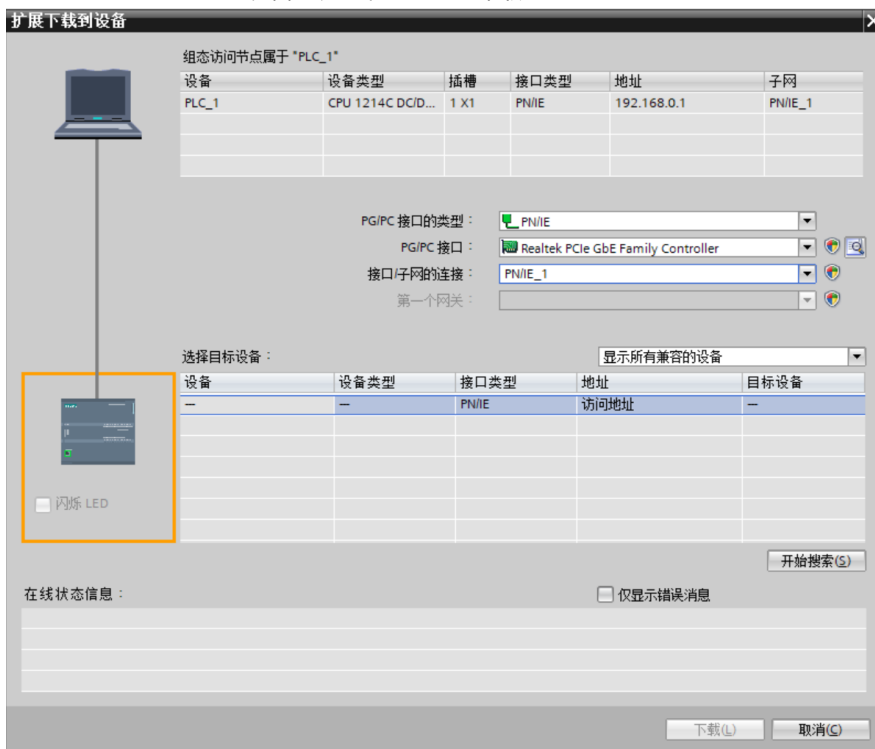 扩展下载到设备
组态访问节点属于 "PLC_1"
设备 设备类型 插槽 接口类型 地址 子网
PLC_1 CPU 1214C DC/D... 1 X1 PN/IE 192.168.0.1 PN/IE_1
PG/PC 接口的类型： PN/IE
PG/PC 接口： Realtek PCIe GbE Family Controller
接口/子网的连接： PN/IE_1
第一个网关：
选择目标设备： 显示所有兼容的设备
设备 设备类型 接口类型 地址 目标设备
— — PN/IE 访问地址 —
闪烁 LED
开始搜索(S)
在线状态信息： 仅显示错误消息
下载(L) 取消(C)